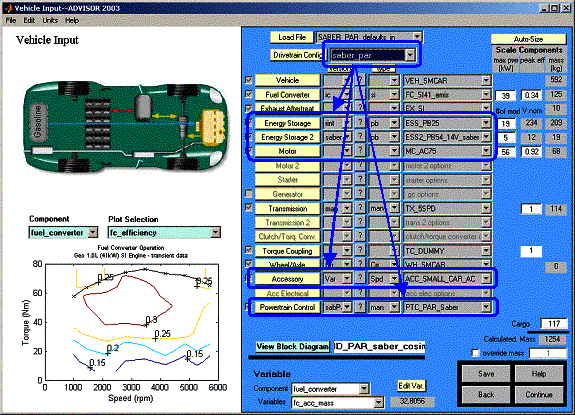 Vehicle Input--ADVISOR 2003
File Edit Units Help
Vehicle Input
Gasoline
Component Plot Selection
fuel_converter fc_efficiency
Fuel Converter Operation
Geo 1.0L (41kW) SI Engine - transient data
Torque (Nm)
80
60
40
20
0
0.25 0.25
0.3
0.2
0.15 0.15
0 1000 2000 3000 4000 5000 6000
Speed (rpm)
Load File SABER_PAR_defaults_in Auto-Size
Drivetrain Config saber_par Scale Components
version type max pwr (kW) peak eff mass (kg)
Vehicle ? VEH_SMCAR 592
Fuel Converter ic ? si FC_SI41_emis 39 0.34 125
Exhaust Aftertreat ? EX_SI #of mod V nom 10
Energy Storage rint ? pb ESS_PB25 19 234 209
Energy Storage 2 saber ? pb ESS2_PB54_14V_saber 5 12 19
Motor ? MC_AC75 56 0.92 68
Motor 2 ? motor 2 options
Starter ? starter options
Generator ? gc options
Transmission man ? man TX_5SPD 1 114
Transmission 2 ? trans 2 options
Clutch/Torq. Conv. ? clutch/torque converter
Torque Coupling ? TC_DUMMY 1
Wheel/Axle ? WH_SMCAR 0
Accessory Var ? Spd ACC_SMALL_CAR_AC
Acc Electrical ? acc elec options
Powertrain Control sabP ? man PTC_PAR_Saber
Cargo 117
Calculated. Mass 1254
override mass 1
View Block Diagram D_PAR_saber_cosim
Variable
Component fuel_converter Edit Var.
Variables fc_acc_mass 32.8056
Save Help
Back Continue